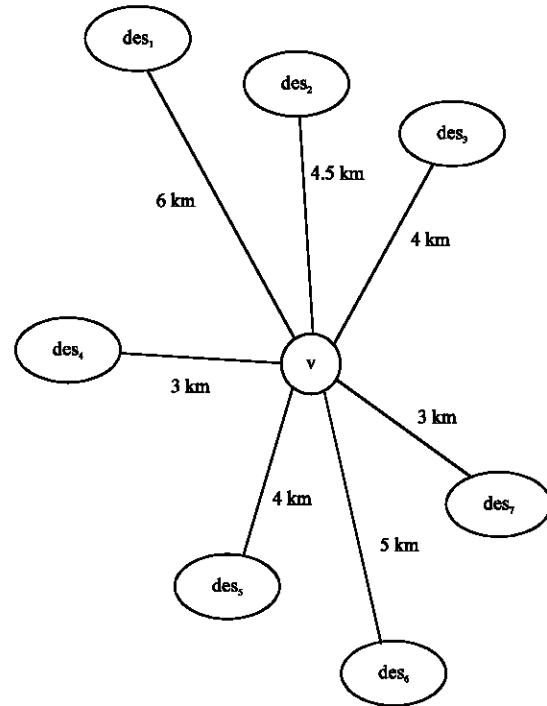 des₁
des₂
des₃
4.5 km
6 km
4 km
des₄
v
3 km
3 km
4 km
des₇
5 km
des₅
des₆